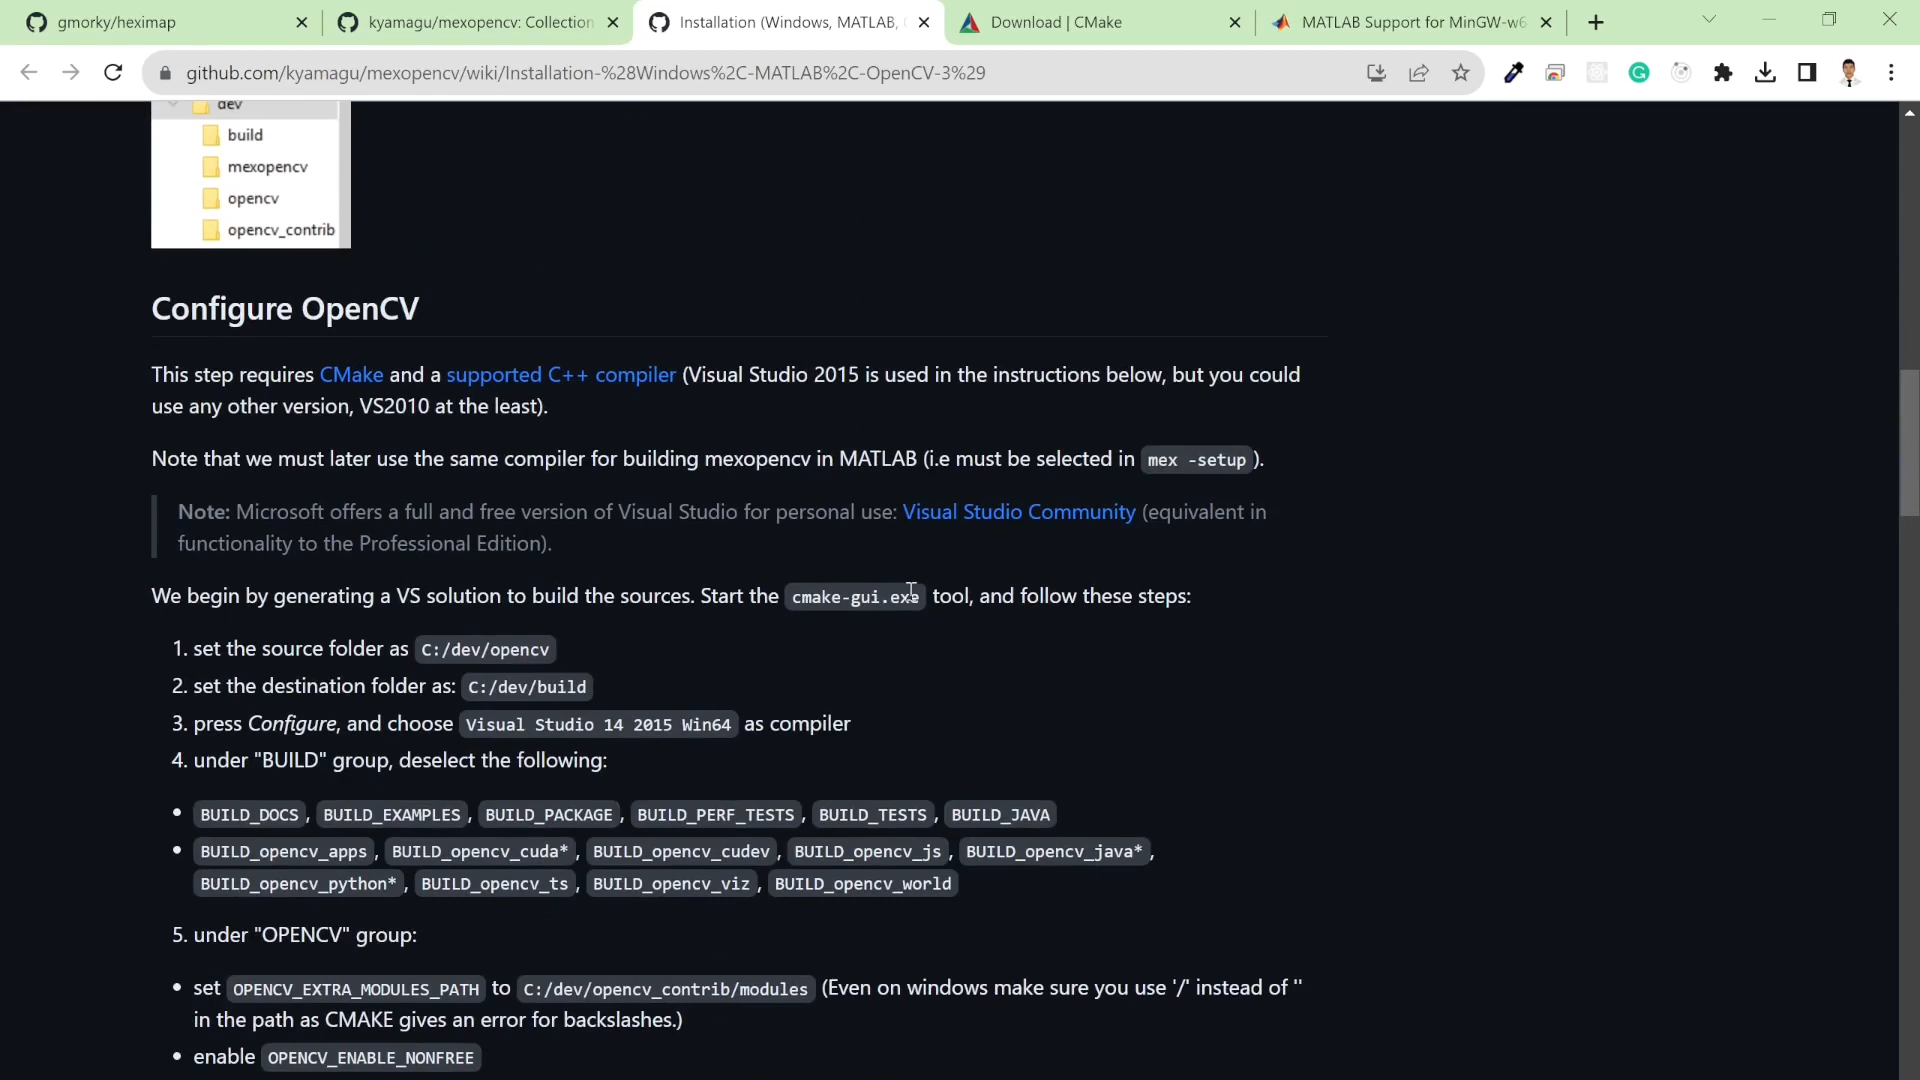 gmorky/heximap
kyamagu/mexopencv: Collection
Installation (Windows, MATLAB,
Download | CMake
MATLAB Support for MinGW-w6
github.com/kyamagu/mexopencv/wiki/Installation-%28Windows%2C-MATLAB%2C-OpenCV-3%29
dev
build
mexopencv
opencv
opencv_contrib
Configure OpenCV
This step requires CMake and a supported C++ compiler (Visual Studio 2015 is used in the instructions below, but you could
use any other version, VS2010 at the least).
Note that we must later use the same compiler for building mexopencv in MATLAB (i.e must be selected in mex -setup ).
Note: Microsoft offers a full and free version of Visual Studio for personal use: Visual Studio Community (equivalent in
functionality to the Professional Edition).
We begin by generating a VS solution to build the sources. Start the cmake-gui.exe tool, and follow these steps:
1. set the source folder as C:/dev/opencv
2. set the destination folder as: C:/dev/build
3. press Configure, and choose Visual Studio 14 2015 Win64 as compiler
4. under "BUILD" group, deselect the following:
• BUILD_DOCS , BUILD_EXAMPLES , BUILD_PACKAGE , BUILD_PERF_TESTS , BUILD_TESTS , BUILD_JAVA
• BUILD_opencv_apps , BUILD_opencv_cuda* , BUILD_opencv_cudev , BUILD_opencv_js , BUILD_opencv_java* ,
BUILD_opencv_python* , BUILD_opencv_ts , BUILD_opencv_viz , BUILD_opencv_world
5. under "OPENCV" group:
• set OPENCV_EXTRA_MODULES_PATH to C:/dev/opencv_contrib/modules (Even on windows make sure you use '/' instead of ''
in the path as CMAKE gives an error for backslashes.)
• enable OPENCV_ENABLE_NONFREE